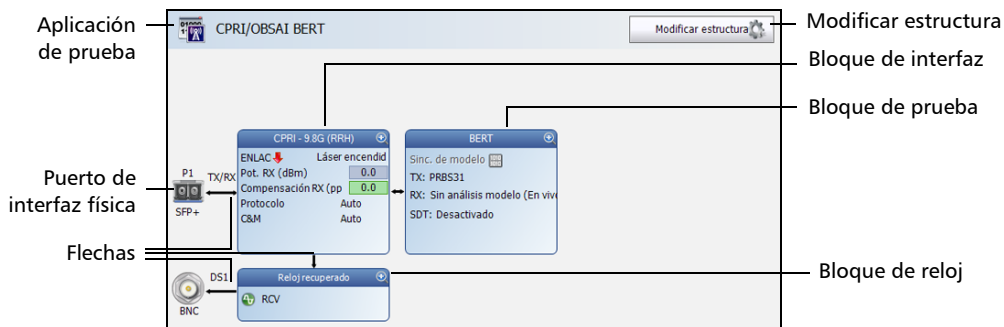 Aplicación
de prueba
CPRI/OBSAI BERT
Modificar estructura
Modificar estructura
Bloque de interfaz
Bloque de prueba
CPRI - 9.8G (RRH)
ENLAC Láser encendid
Pot. RX (dBm) 0.0
Compensación RX (pp 0.0
Protocolo Auto
C&M Auto
BERT
Sinc. de modelo
TX: PRBS31
RX: Sin análisis modelo (En viv
SDT: Desactivado
P1
TX/RX
SFP+
Puerto de
interfaz física
Flechas
DS1
BNC
Reloj recuperado
RCV
Bloque de reloj